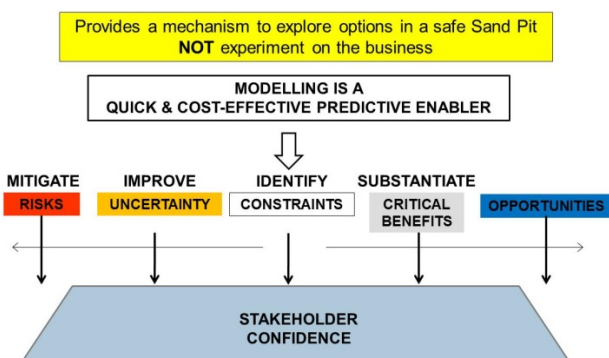 Provides a mechanism to explore options in a safe Sand Pit
NOT experiment on the business
MODELLING IS A
QUICK & COST-EFFECTIVE PREDICTIVE ENABLER
MITIGATE
RISKS
IMPROVE
UNCERTAINTY
IDENTIFY
CONSTRAINTS
SUBSTANTIATE
CRITICAL
BENEFITS
OPPORTUNITIES
STAKEHOLDER
CONFIDENCE